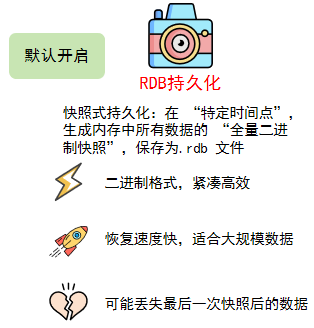 默认开启
RDB持久化
快照式持久化：在 “特定时间点”，
生成内存中所有数据的 “全量二进
制快照”，保存为.rdb 文件
二进制格式，紧凑高效
恢复速度快，适合大规模数据
可能丢失最后一次快照后的数据